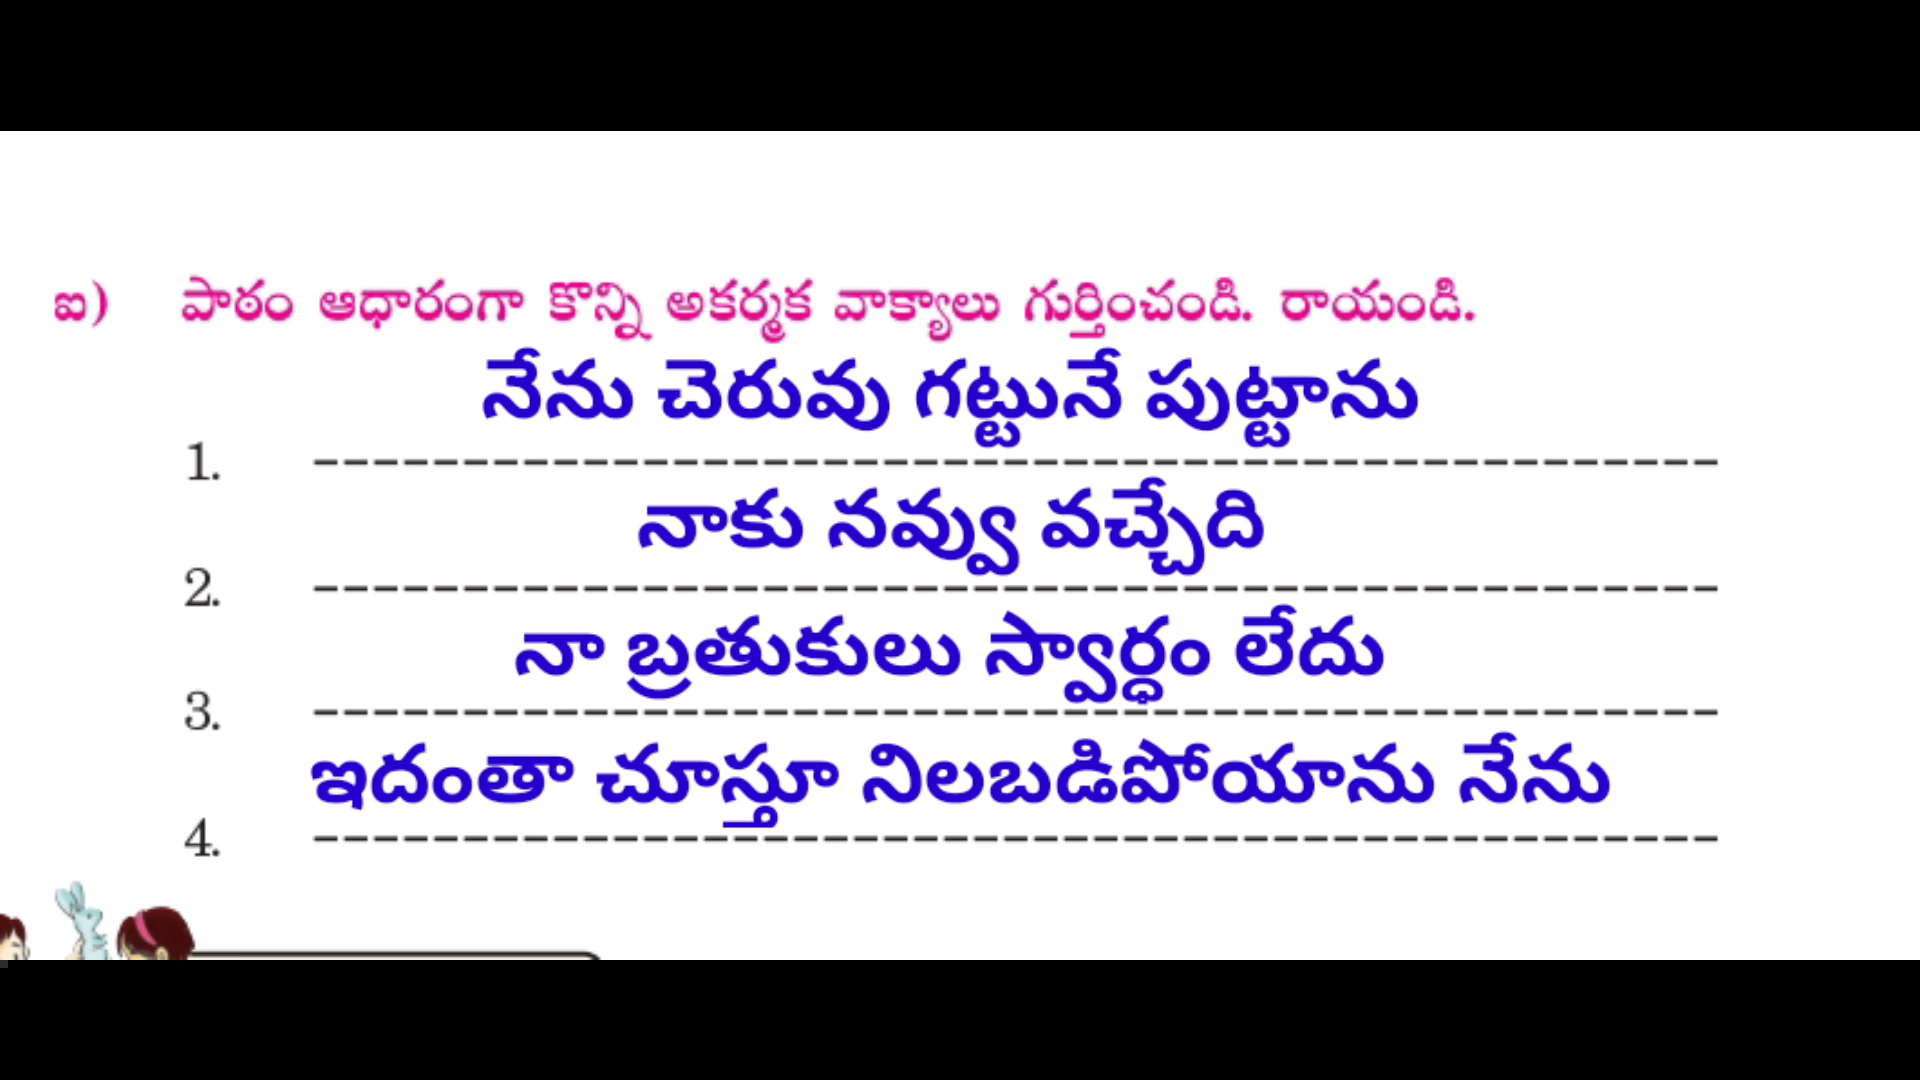 ఐ) పాఠం ఆధారంగా కొన్ని అకర్మక వాక్యాలు గుర్తించండి. రాయండి.
నేను చెరువు గట్టునే పుట్టాను
1.
నాకు నవ్వు వచ్చేది
2.
నా బ్రతుకులు స్వార్ధం లేదు
3.
ఇదంతా చూస్తూ నిలబడిపోయాను నేను
4.